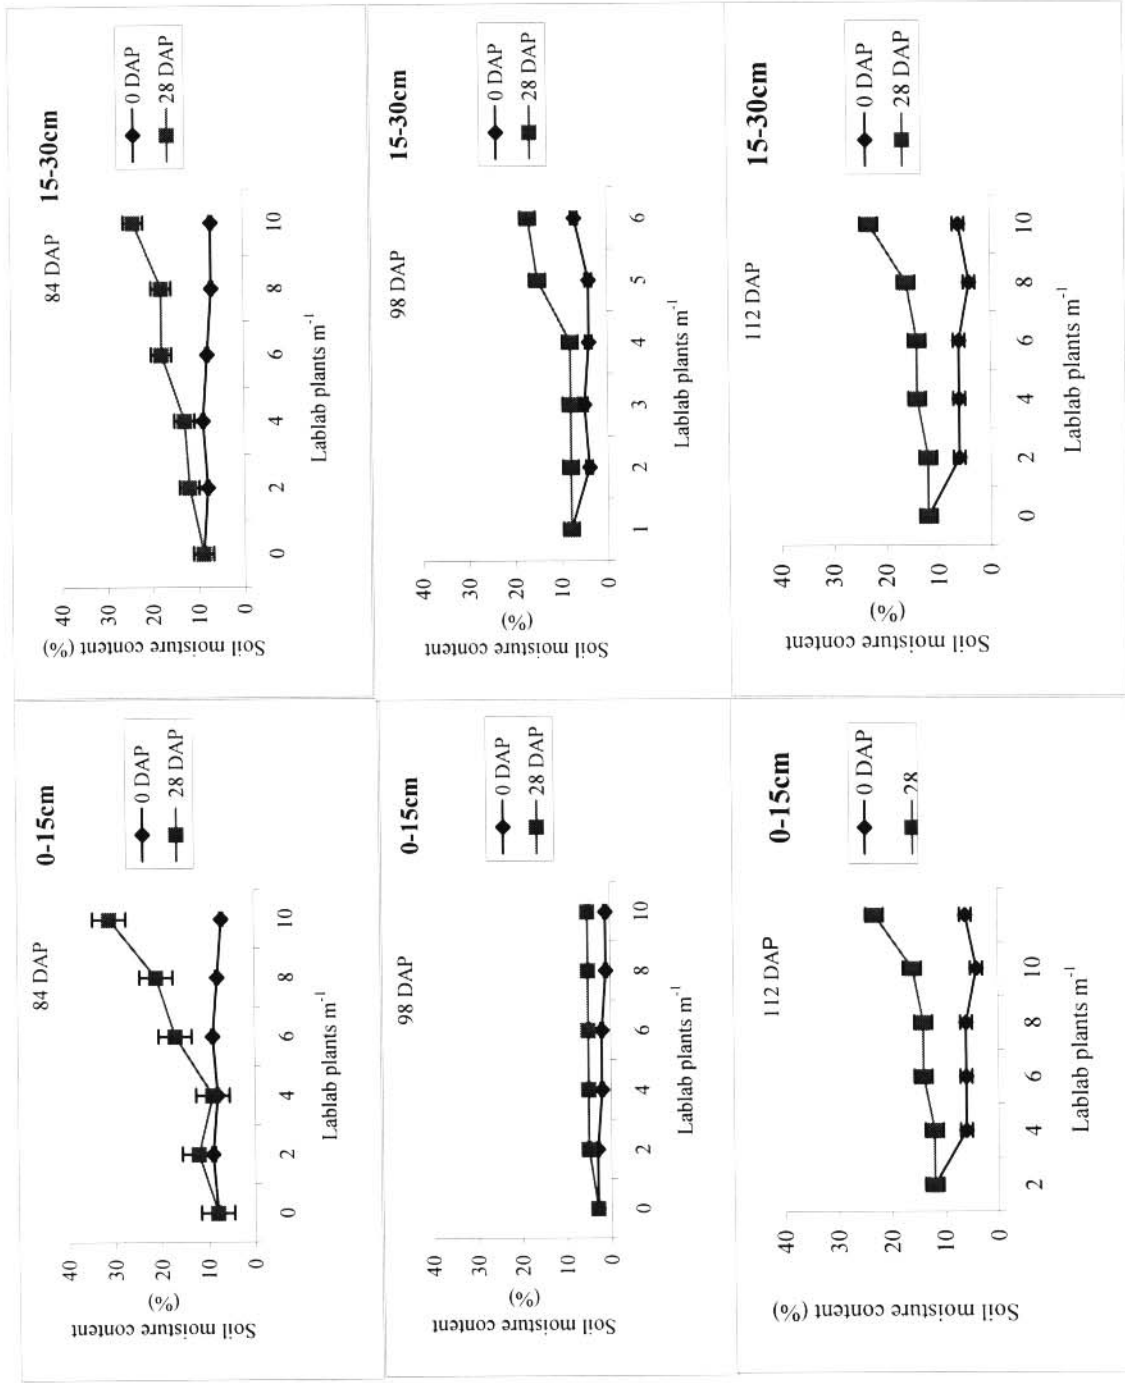 84 DAP
0-15cm
Soil moisture content
(%)
40
30
20
10
0
0 2 4 6 8 10
Lablab plants m-1
0 DAP
28 DAP
84 DAP
15-30cm
Soil moisture content (%)
40
30
20
10
0
0 2 4 6 8 10
Lablab plants m-1
0 DAP
28 DAP
98 DAP
0-15cm
Soil moisture content
(%)
40
30
20
10
0
0 2 4 6 8 10
Lablab plants m-1
0 DAP
28 DAP
98 DAP
15-30cm
Soil moisture content
(%)
40
30
20
10
0
1 2 3 4 5 6
Lablab plants m-1
0 DAP
28 DAP
112 DAP
0-15cm
Soil moisture content (%)
40
30
20
10
0
2 4 6 8 10
Lablab plants m-1
0 DAP
28
112 DAP
15-30cm
Soil moisture content
(%)
40
30
20
10
0
0 2 4 6 8 10
Lablab plants m-1
0 DAP
28 DAP